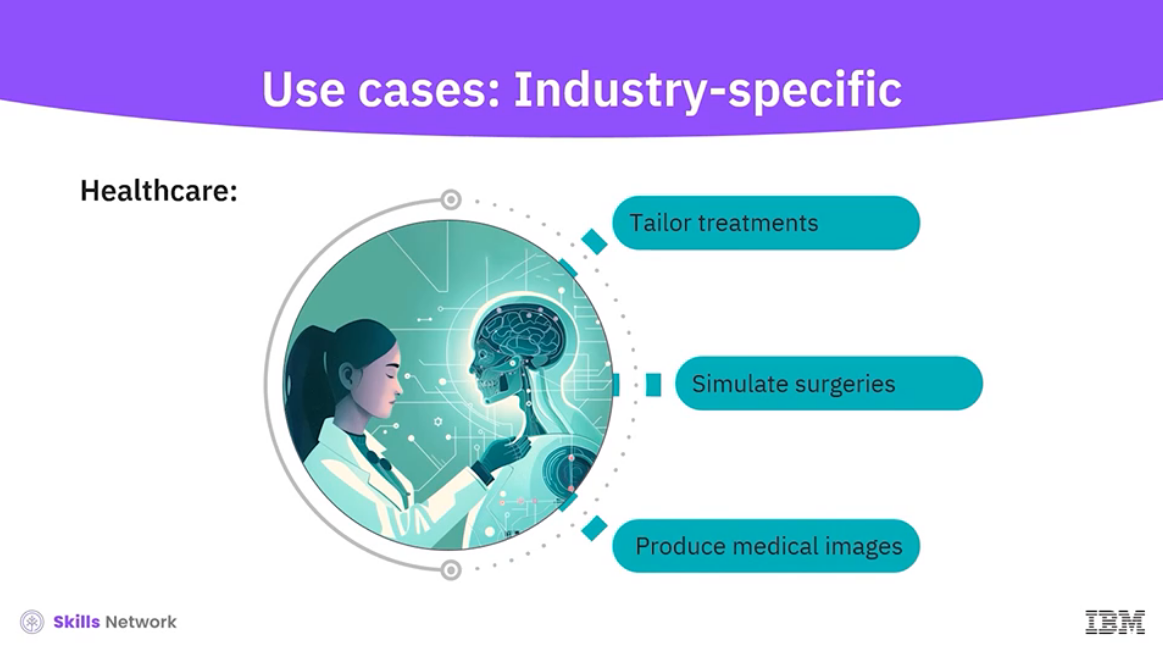 Use cases: Industry-specific
Healthcare:
Tailor treatments
Simulate surgeries
Produce medical images
Skills Network
IBM